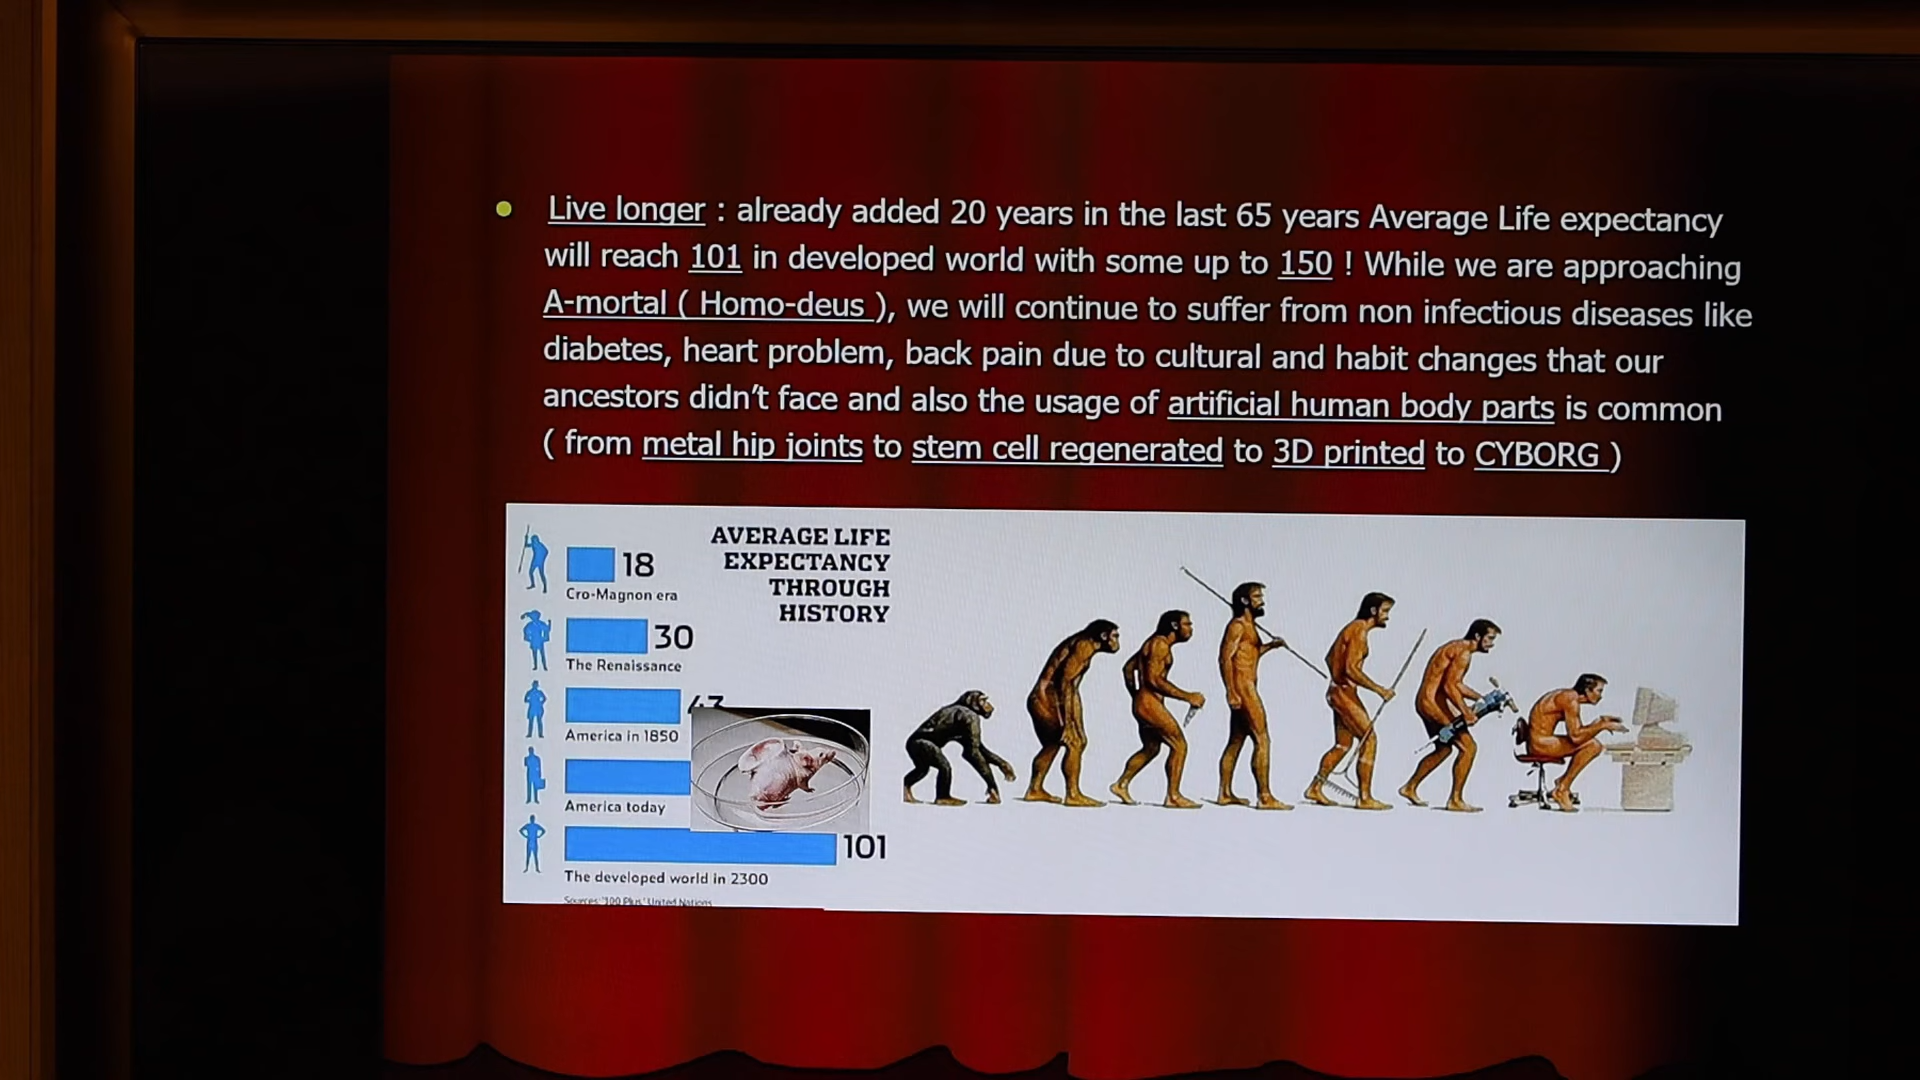 Live longer : already added 20 years in the last 65 years Average Life expectancy
will reach 101 in developed world with some up to 150 ! While we are approaching
A-mortal ( Homo-deus ), we will continue to suffer from non infectious diseases like
diabetes, heart problem, back pain due to cultural and habit changes that our
ancestors didn't face and also the usage of artificial human body parts is common
( from metal hip joints to stem cell regenerated to 3D printed to CYBORG )
AVERAGE LIFE
EXPECTANCY
THROUGH
HISTORY
18
Cro-Magnon era
30
The Renaissance
America in 1850
America today
101
The developed world in 2300
Sources: '100 Plus,' United Nations